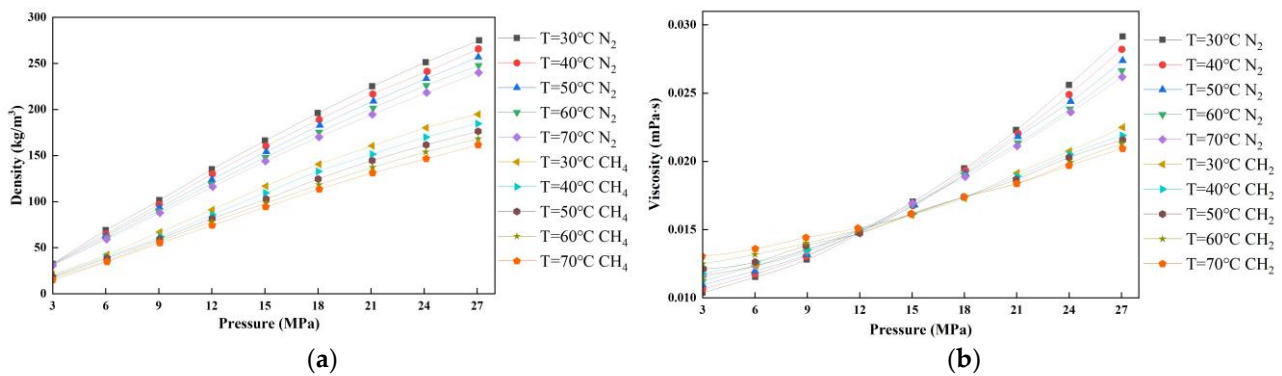 300
250
200
150
100
50
0
Density (kg/m³)
3 6 9 12 15 18 21 24 27
Pressure (MPa)
T=30℃ N₂
T=40℃ N₂
T=50℃ N₂
T=60℃ N₂
T=70℃ N₂
T=30℃ CH₄
T=40℃ CH₄
T=50℃ CH₄
T=60℃ CH₄
T=70℃ CH₄
(a)
0.030
0.025
0.020
0.015
0.010
Viscosity (mPa·s)
3 6 9 12 15 18 21 24 27
Pressure (MPa)
T=30℃ N₂
T=40℃ N₂
T=50℃ N₂
T=60℃ N₂
T=70℃ N₂
T=30℃ CH₂
T=40℃ CH₂
T=50℃ CH₂
T=60℃ CH₂
T=70℃ CH₂
(b)